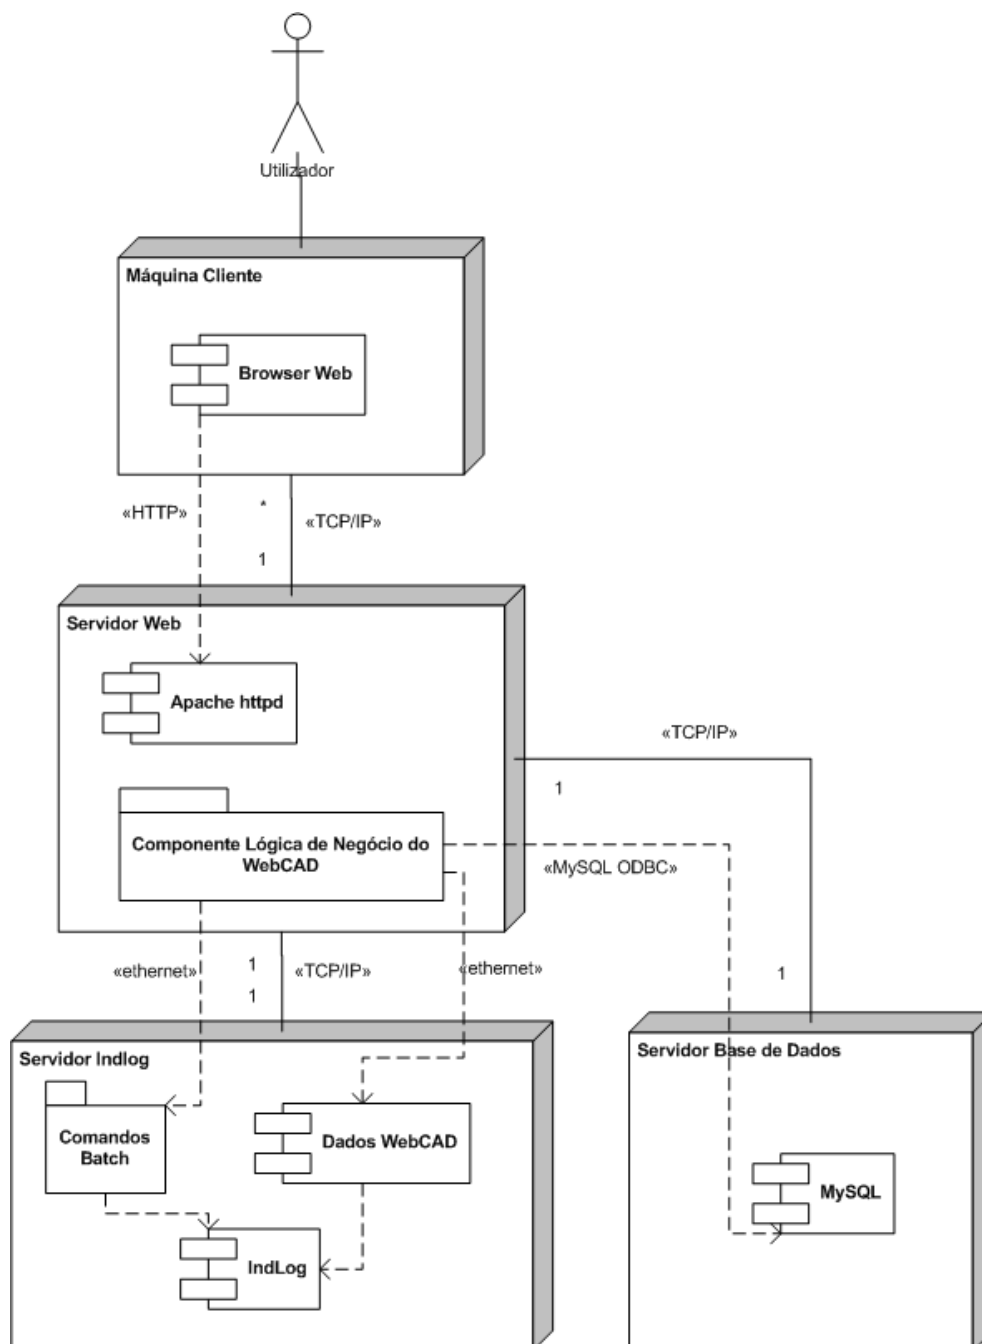 Utilizador
Máquina Cliente
Browser Web
«HTTP»
*
«TCP/IP»
1
Servidor Web
Apache httpd
«TCP/IP»
1
Componente Lógica de Negócio do
WebCAD
«MySQL ODBC»
«ethernet»
1
«TCP/IP»
«ethernet»
1
1
Servidor Indlog
Servidor Base de Dados
Comandos
Batch
Dados WebCAD
MySQL
IndLog